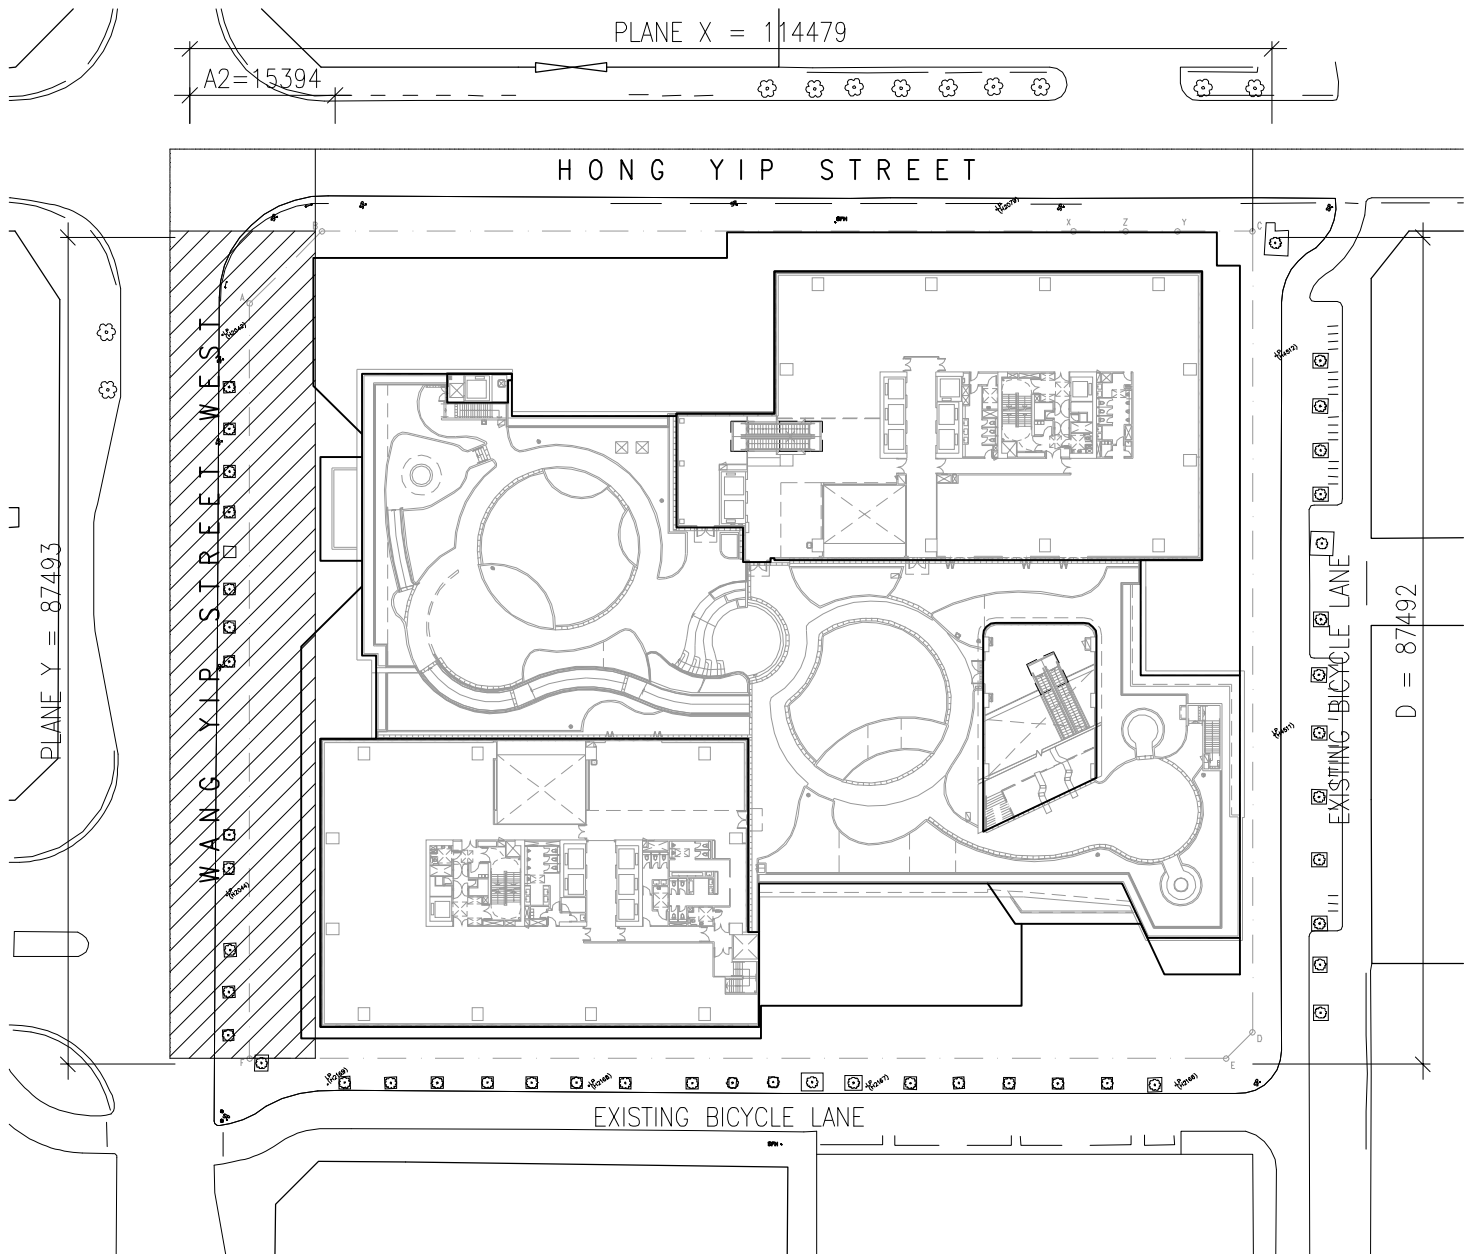 PLANE X = 114479
A2=15394
HONG YIP STREET
B
X
Z
Y
C
A
WANG YIP STREET WEST
PLANE Y = 87493
EXISTING BICYCLE LANE
D = 87492
D
E
F
EXISTING BICYCLE LANE